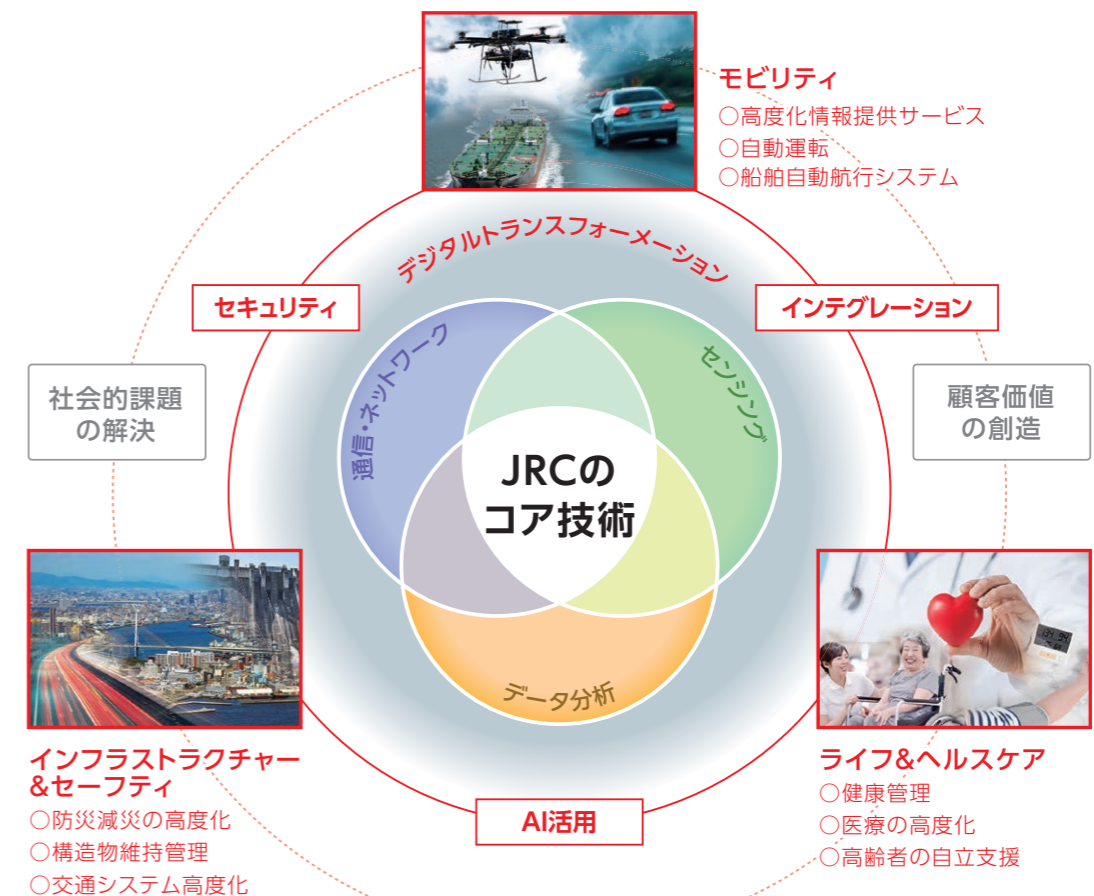 モビリティ
○高度化情報提供サービス
○自動運転
○船舶自動航行システム
デジタルトランスフォーメーション
セキュリティ
インテグレーション
通信・ネットワーク
センシング
社会的課題
の解決
顧客価値
の創造
JRCの
コア技術
データ分析
インフラストラクチャー
&セーフティ
○防災減災の高度化
○構造物維持管理
○交通システム高度化
AI活用
ライフ&ヘルスケア
○健康管理
○医療の高度化
○高齢者の自立支援